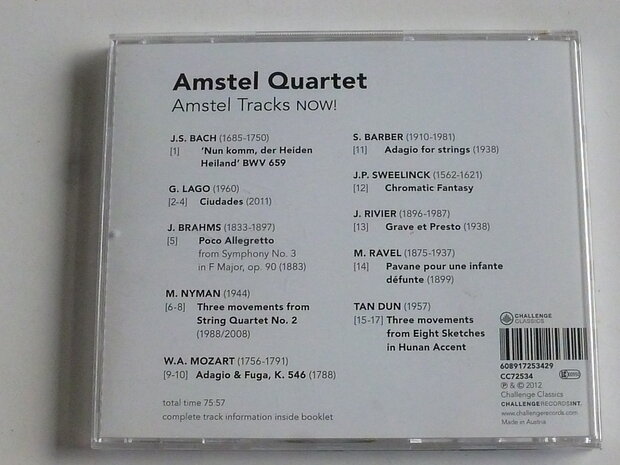 Amstel Quartet
Amstel Tracks NOW!
J.S. BACH (1685-1750)
[1] 'Nun komm, der Heiden
Heiland' BWV 659
G. LAGO (1960)
[2-4] Ciudades (2011)
J. BRAHMS (1833-1897)
[5] Poco Allegretto
from Symphony No. 3
in F Major, op. 90 (1883)
M. NYMAN (1944)
[6-8] Three movements from
String Quartet No. 2
(1988/2008)
W.A. MOZART (1756-1791)
[9-10] Adagio & Fuga, K. 546 (1788)
total time 75:57
complete track information inside booklet
S. BARBER (1910-1981)
[11] Adagio for strings (1938)
J.P. SWEELINCK (1562-1621)
[12] Chromatic Fantasy
J. RIVIER (1896-1987)
[13] Grave et Presto (1938)
M. RAVEL (1875-1937)
[14] Pavane pour une infante
défunte (1899)
TAN DUN (1957)
[15-17] Three movements
from Eight Sketches
in Hunan Accent
CHALLENGE
CLASSICS
608917253429
CC72534
℗ & © 2012
Challenge Classics
CHALLENGE RECORDS INT.
www.challengerecords.com
Made in Austria